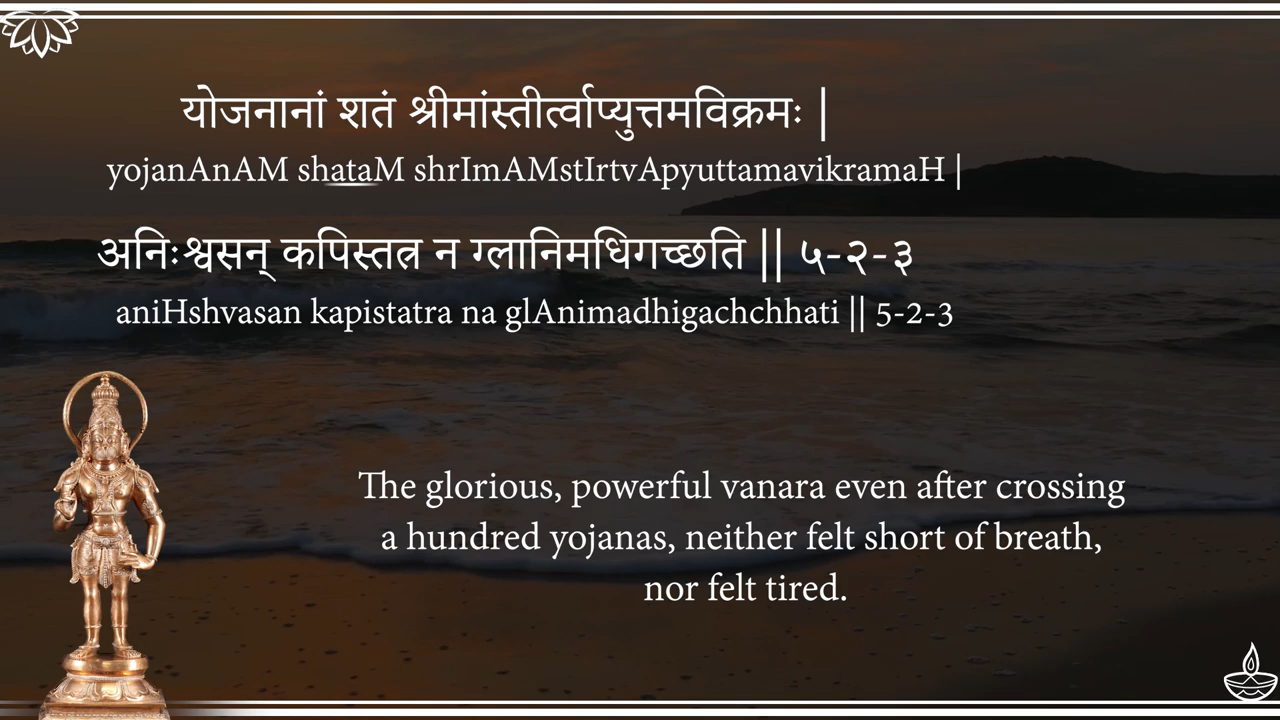 योजनानां शतं श्रीमांस्तीर्त्वाप्युत्तमविक्रमः |
yojanAnAM shataM shrImAMstIrtvApyuttamavikramaH |
अनिःश्वसन् कपिस्तत्र न ग्लानिमधिगच्छति || ५-२-३
aniHshvasan kapistatra na glAnimadhigachchhati || 5-2-3
The glorious, powerful vanara even after crossing
a hundred yojanas, neither felt short of breath,
nor felt tired.